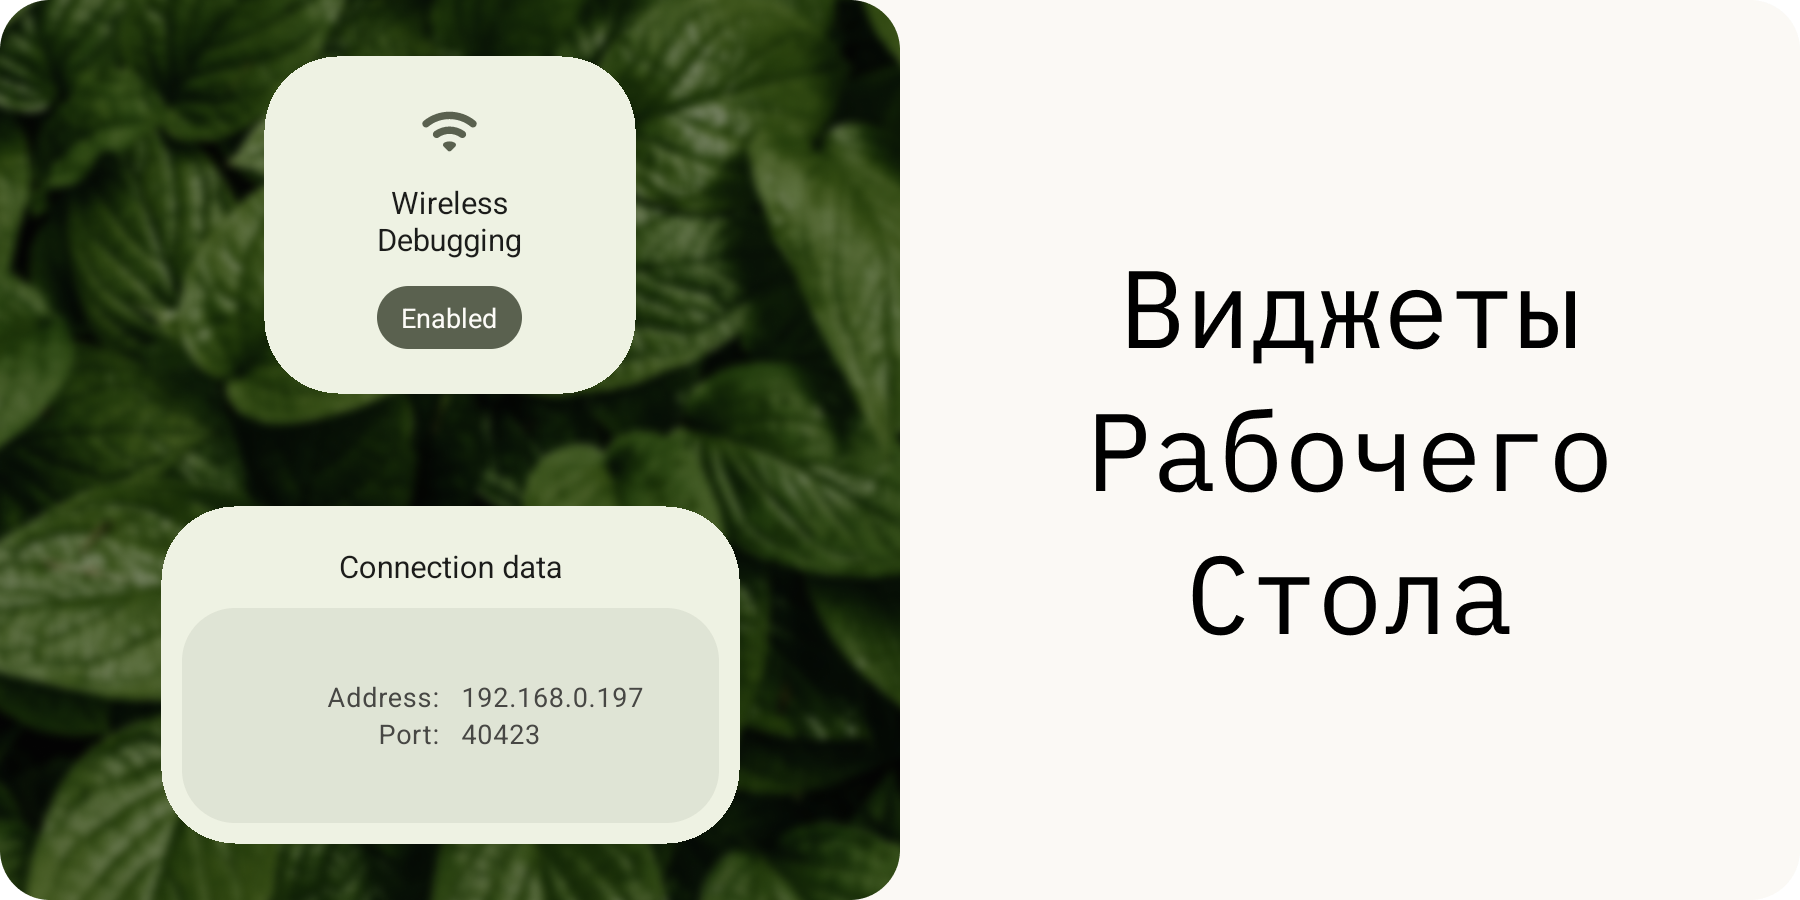 Wireless
Debugging
Enabled
Connection data
Address: 192.168.0.197
Port: 40423
Виджеты
Рабочего
Стола